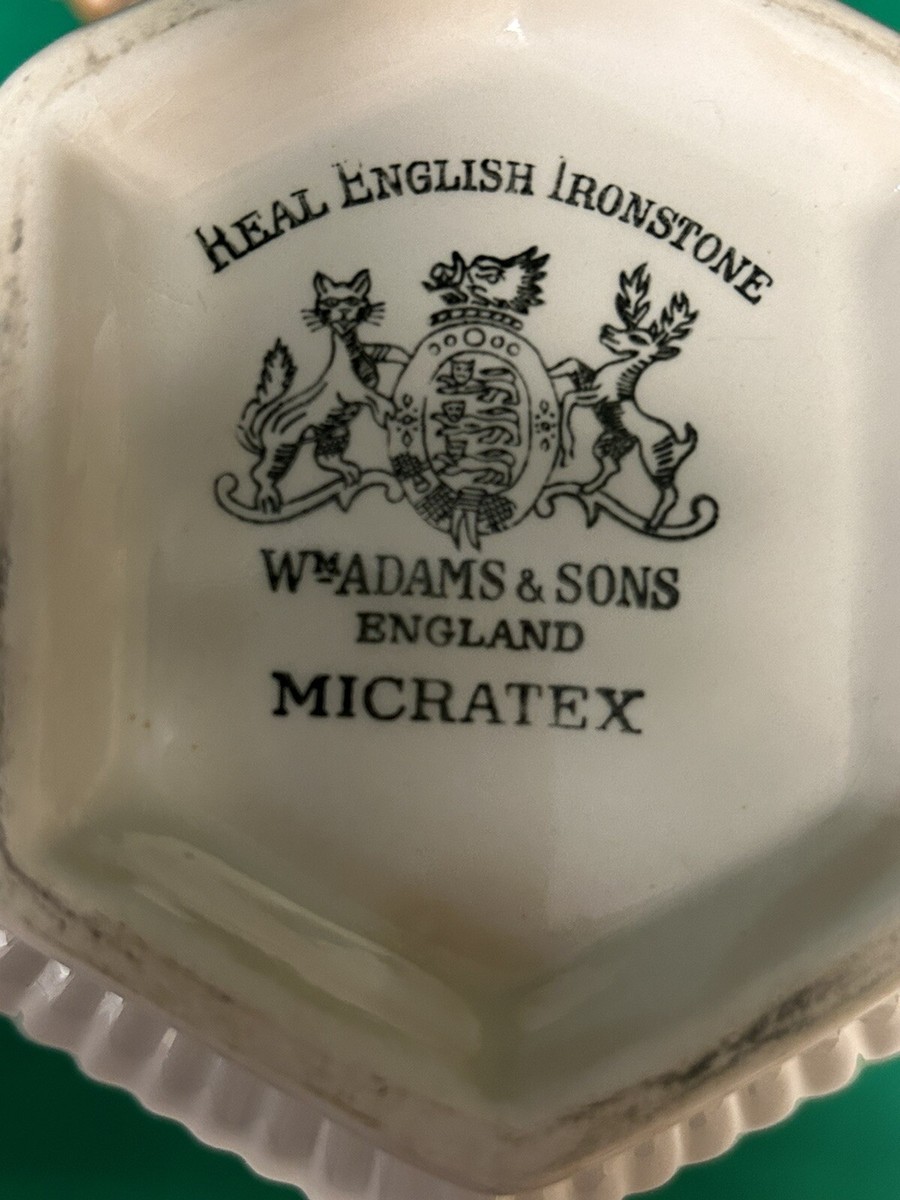 REAL ENGLISH IRONSTONE
WM ADAMS & SONS
ENGLAND
MICRATEX